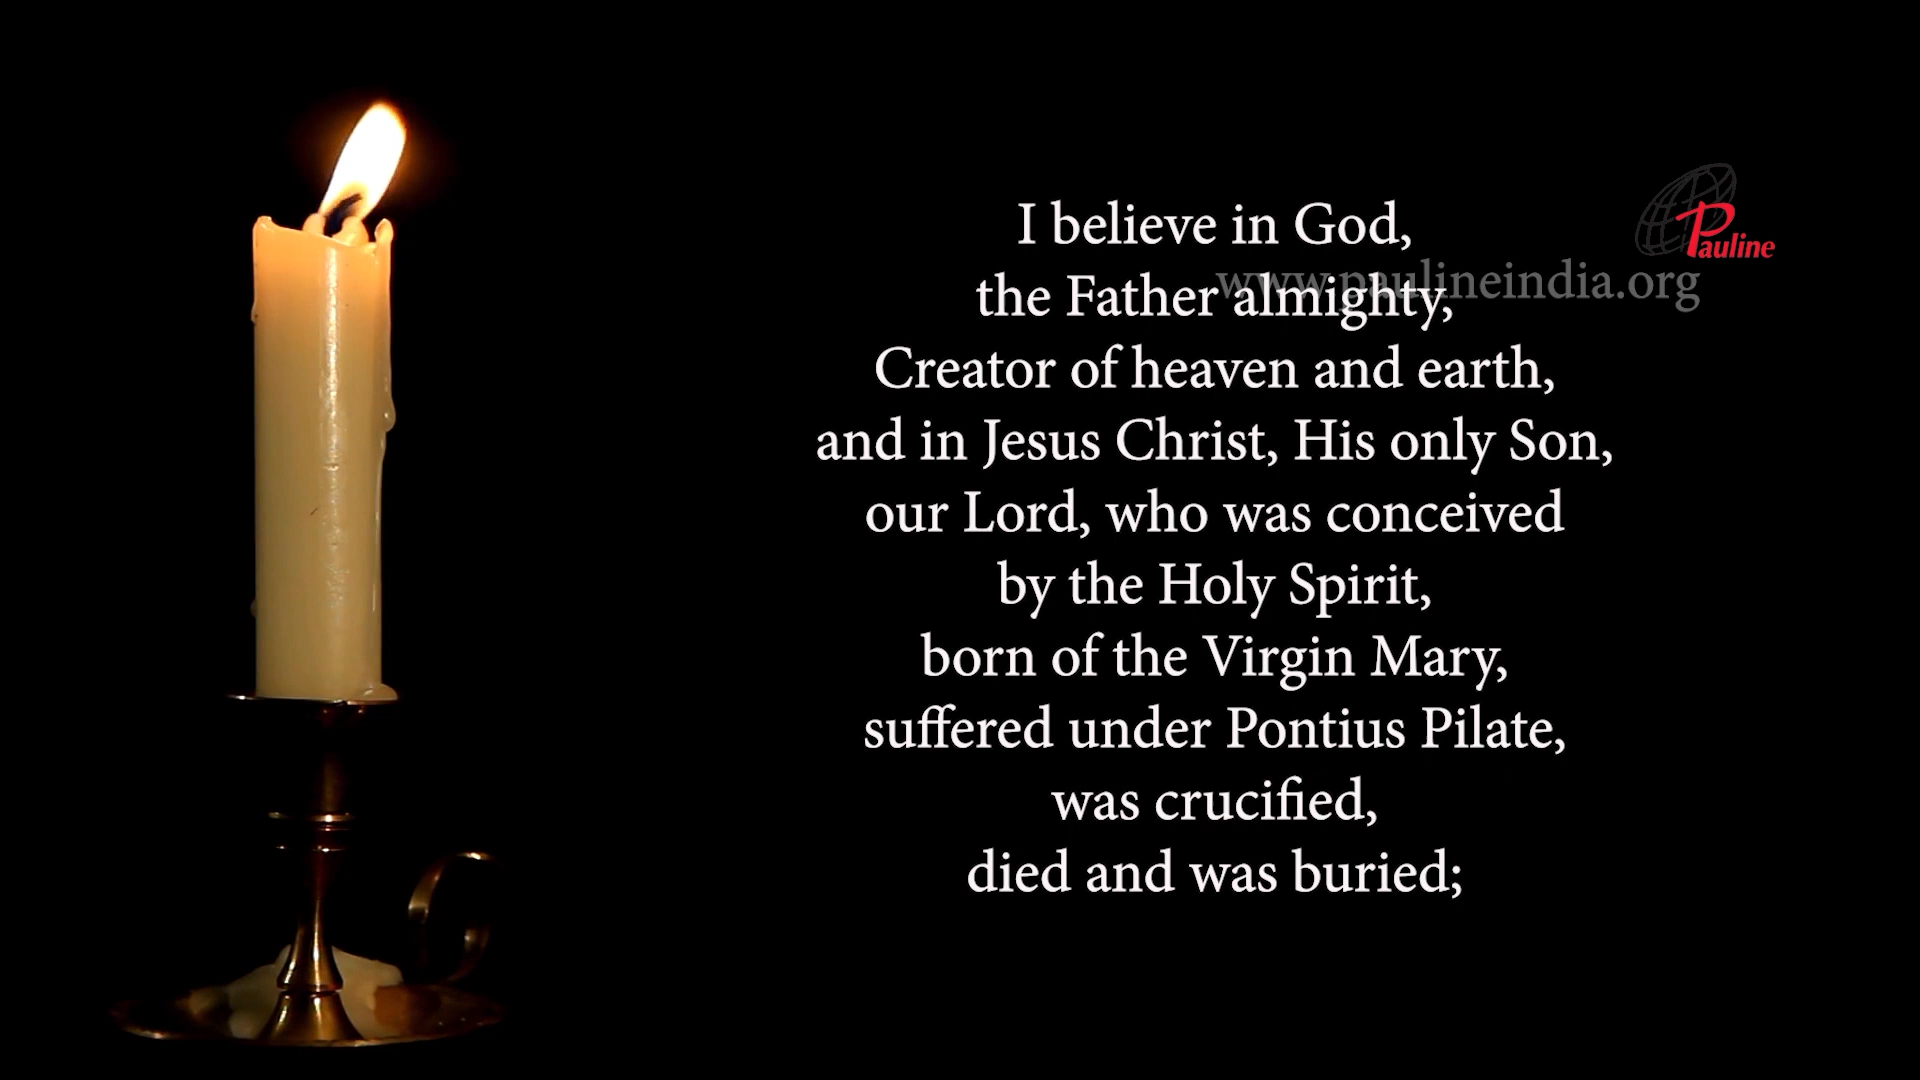 I believe in God,
the Father almighty,
Creator of heaven and earth,
and in Jesus Christ, His only Son,
our Lord, who was conceived
by the Holy Spirit,
born of the Virgin Mary,
suffered under Pontius Pilate,
was crucified,
died and was buried;
Pauline
www.paulineindia.org